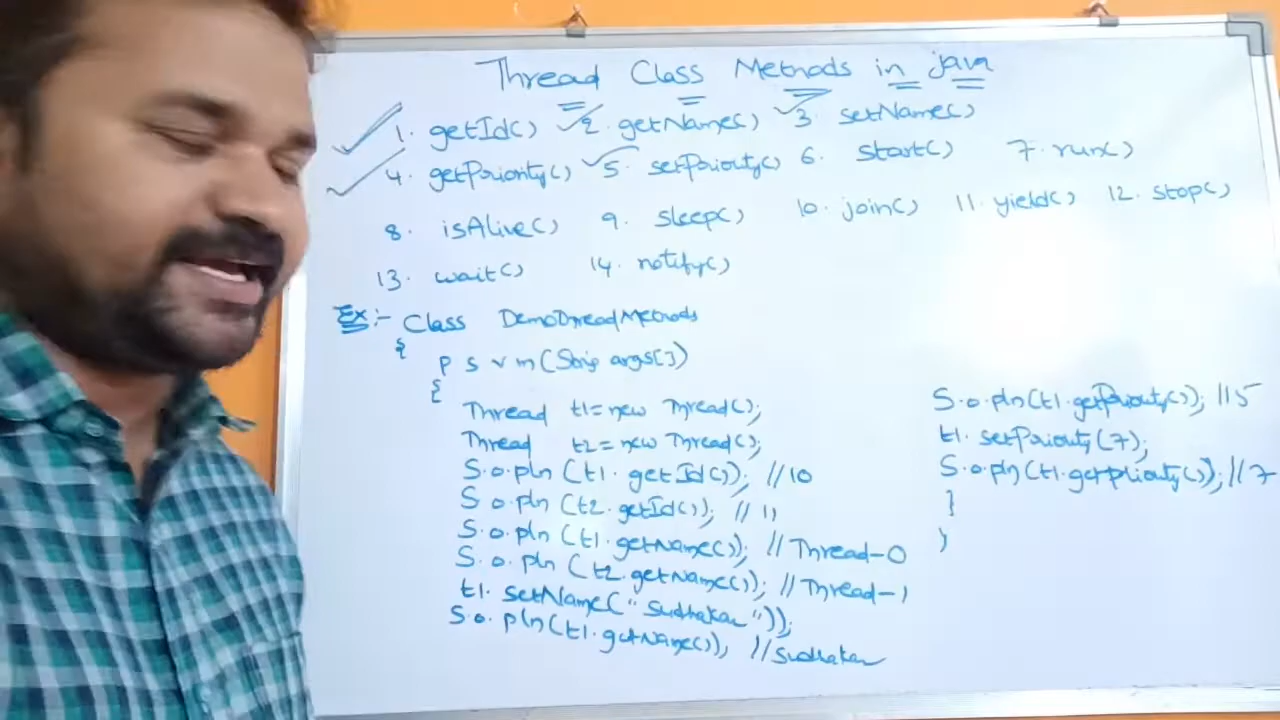 Thread Class Methods in java
1. getId() 2. getName() 3. setName()
4. getPriority() 5. setPriority() 6. start() 7. run()
8. isAlive() 9. sleep() 10. join() 11. yield() 12. stop()
13. wait() 14. notify()
Ex:- Class DemoThreadMethods
{
p s v m (String args[])
{
Thread t1=new Thread();
Thread t2=new Thread();
S.o.pln (t1.getId()); //10
S.o.pln (t2.getId()); //11
S.o.pln (t1.getName()); //Thread-0
S.o.pln (t2.getName()); //Thread-1
t1.setName("Sudhakar"));
S.o.pln(t1.getName()); //Sudhakar
S.o.pln(t1.getPriority()); //5
t1.setPriority(7);
S.o.pln(t1.getPriority()); //7
}
}